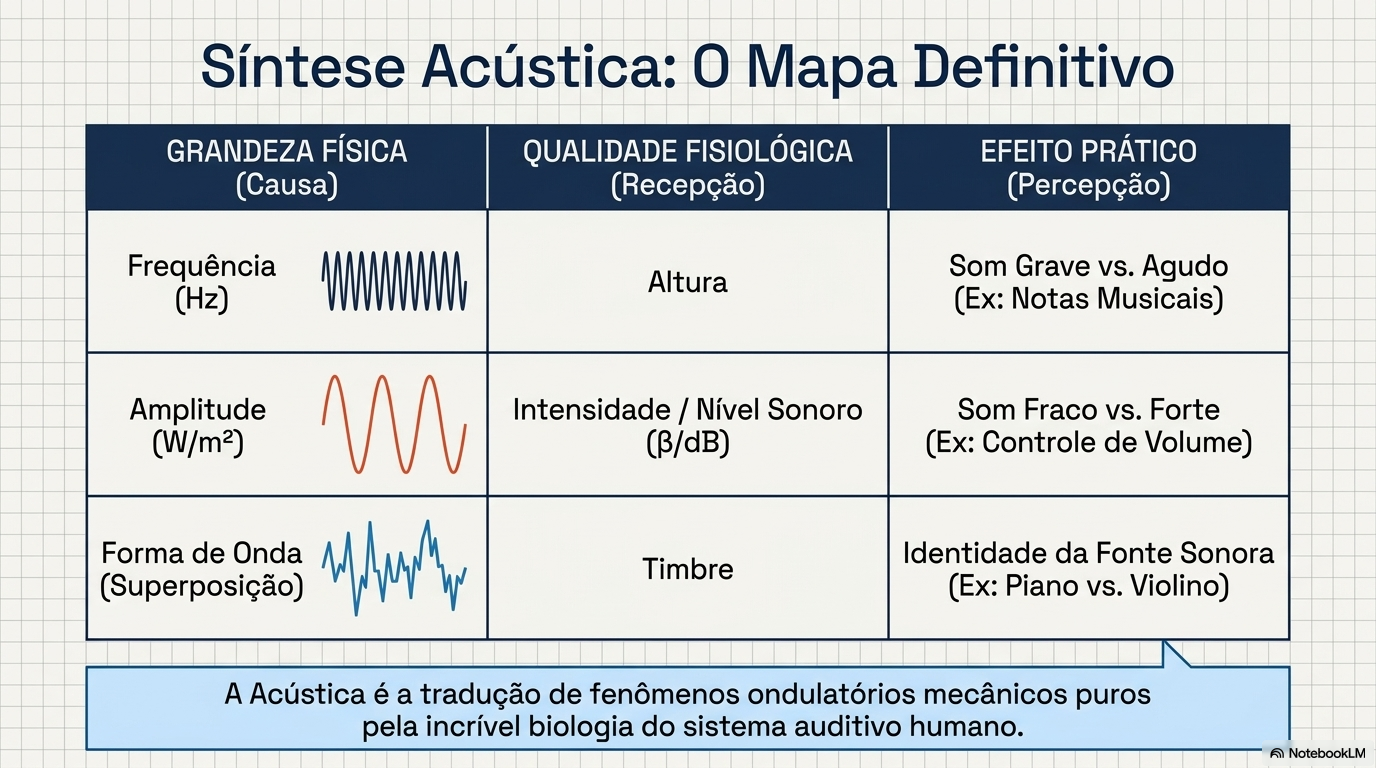 Síntese Acústica: O Mapa Definitivo
GRANDEZA FÍSICA
(Causa)
QUALIDADE FISIOLÓGICA
(Recepção)
EFEITO PRÁTICO
(Percepção)
Frequência
(Hz)
Altura
Som Grave vs. Agudo
(Ex: Notas Musicais)
Amplitude
(W/m²)
Intensidade / Nível Sonoro
(β/dB)
Som Fraco vs. Forte
(Ex: Controle de Volume)
Forma de Onda
(Superposição)
Timbre
Identidade da Fonte Sonora
(Ex: Piano vs. Violino)
A Acústica é a tradução de fenômenos ondulatórios mecânicos puros
pela incrível biologia do sistema auditivo humano.
NotebookLM